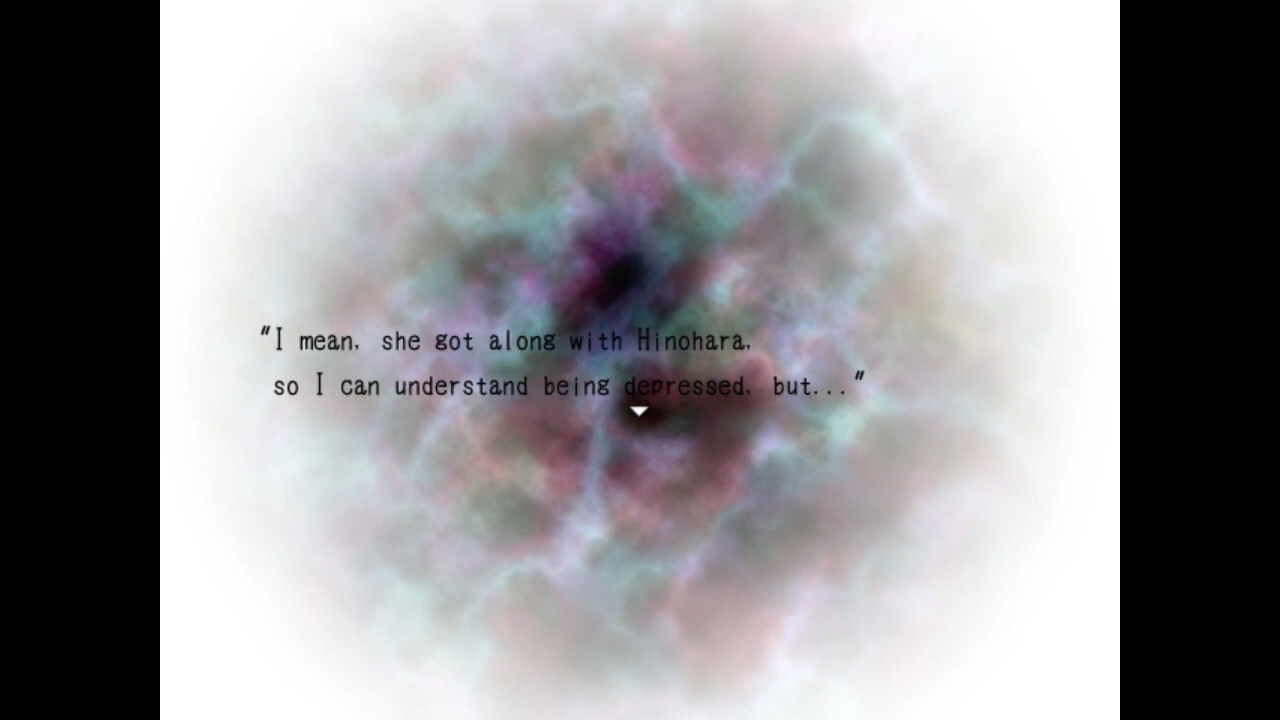 "I mean, she got along with Hinohara,
so I can understand being depressed, but..."